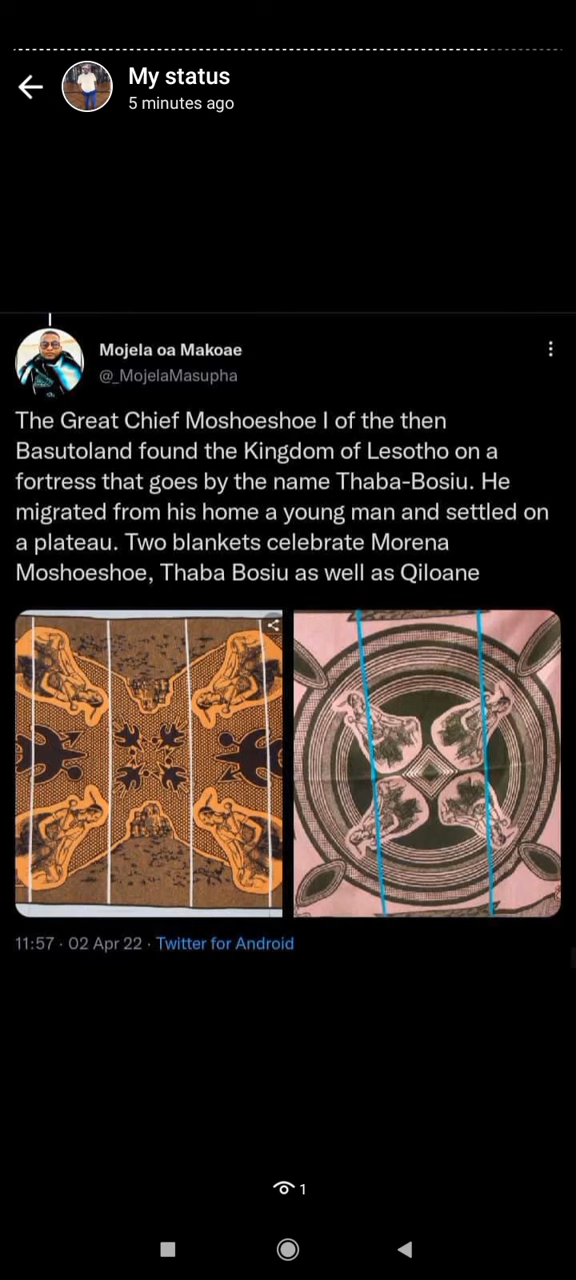 My status
5 minutes ago
Mojela oa Makoae
@_MojelaMasupha
The Great Chief Moshoeshoe I of the then
Basutoland found the Kingdom of Lesotho on a
fortress that goes by the name Thaba-Bosiu. He
migrated from his home a young man and settled on
a plateau. Two blankets celebrate Morena
Moshoeshoe, Thaba Bosiu as well as Qiloane
11:57 · 02 Apr 22 · Twitter for Android
1